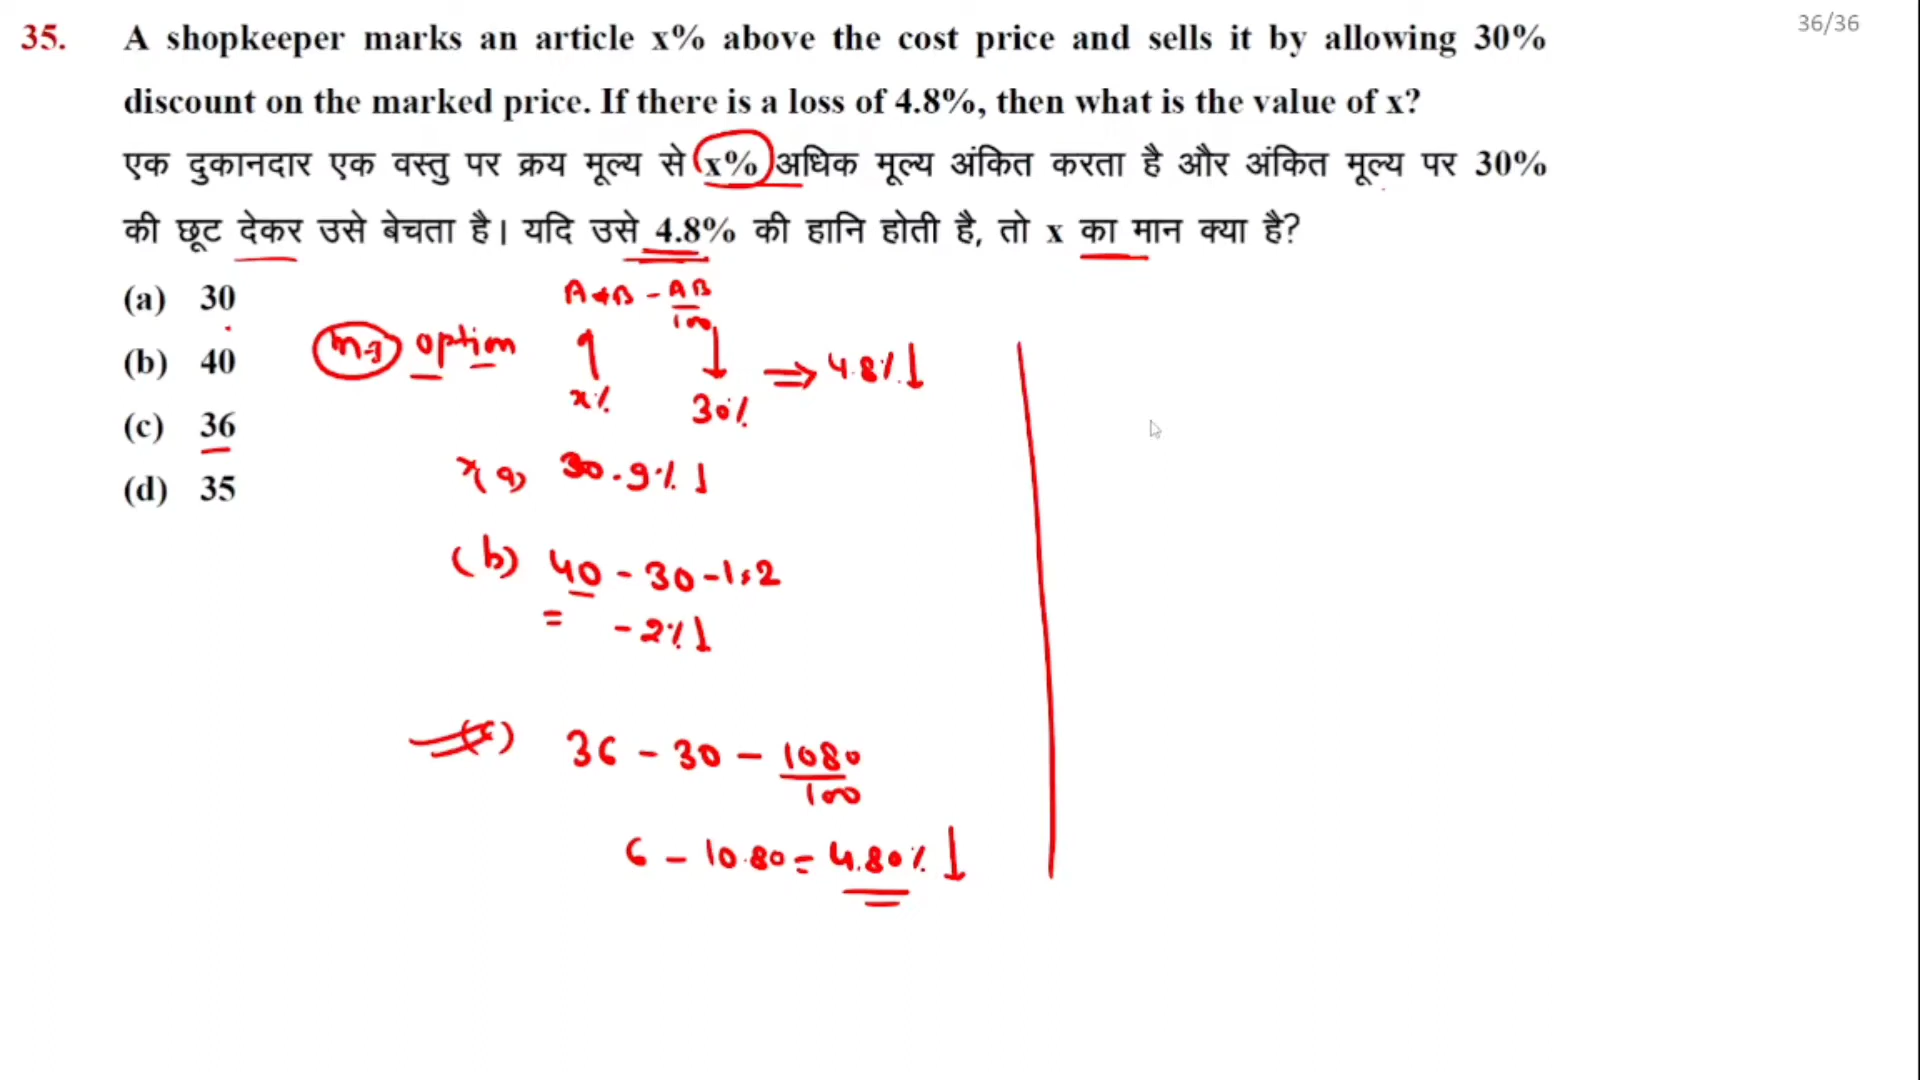 36/36
35. A shopkeeper marks an article x% above the cost price and sells it by allowing 30%
discount on the marked price. If there is a loss of 4.8%, then what is the value of x?
एक दुकानदार एक वस्तु पर क्रय मूल्य से x% अधिक मूल्य अंकित करता है और अंकित मूल्य पर 30%
की छूट देकर उसे बेचता है। यदि उसे 4.8% की हानि होती है, तो x का मान क्या है?
(a) 30
(b) 40
(c) 36
(d) 35
A+B - AB/100
option
x% 30% ⇒ 4.8%↓
30 . 9%↓
(b) 40 - 30 - 12
= - 2%↓
(c) 36 - 30 - 1080/100
6 - 10.80 = 4.80%↓